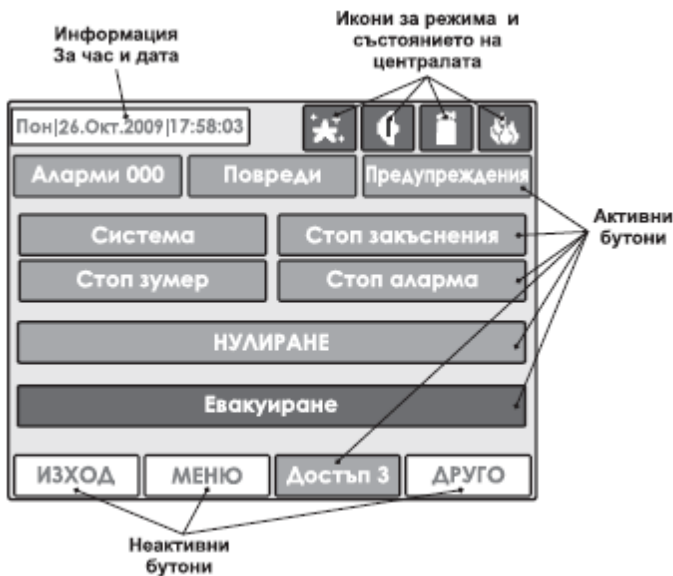 Информация
За час и дата
Икони за режима и
състоянието на
централата
Пон|26.Окт.2009|17:58:03
Аларми 000
Повреди
Предупреждения
Система
Стоп закъснения
Активни
бутони
Стоп зумер
Стоп аларма
НУЛИРАНЕ
Евакуиране
ИЗХОД
МЕНЮ
Достъп 3
ДРУГО
Неактивни
бутони